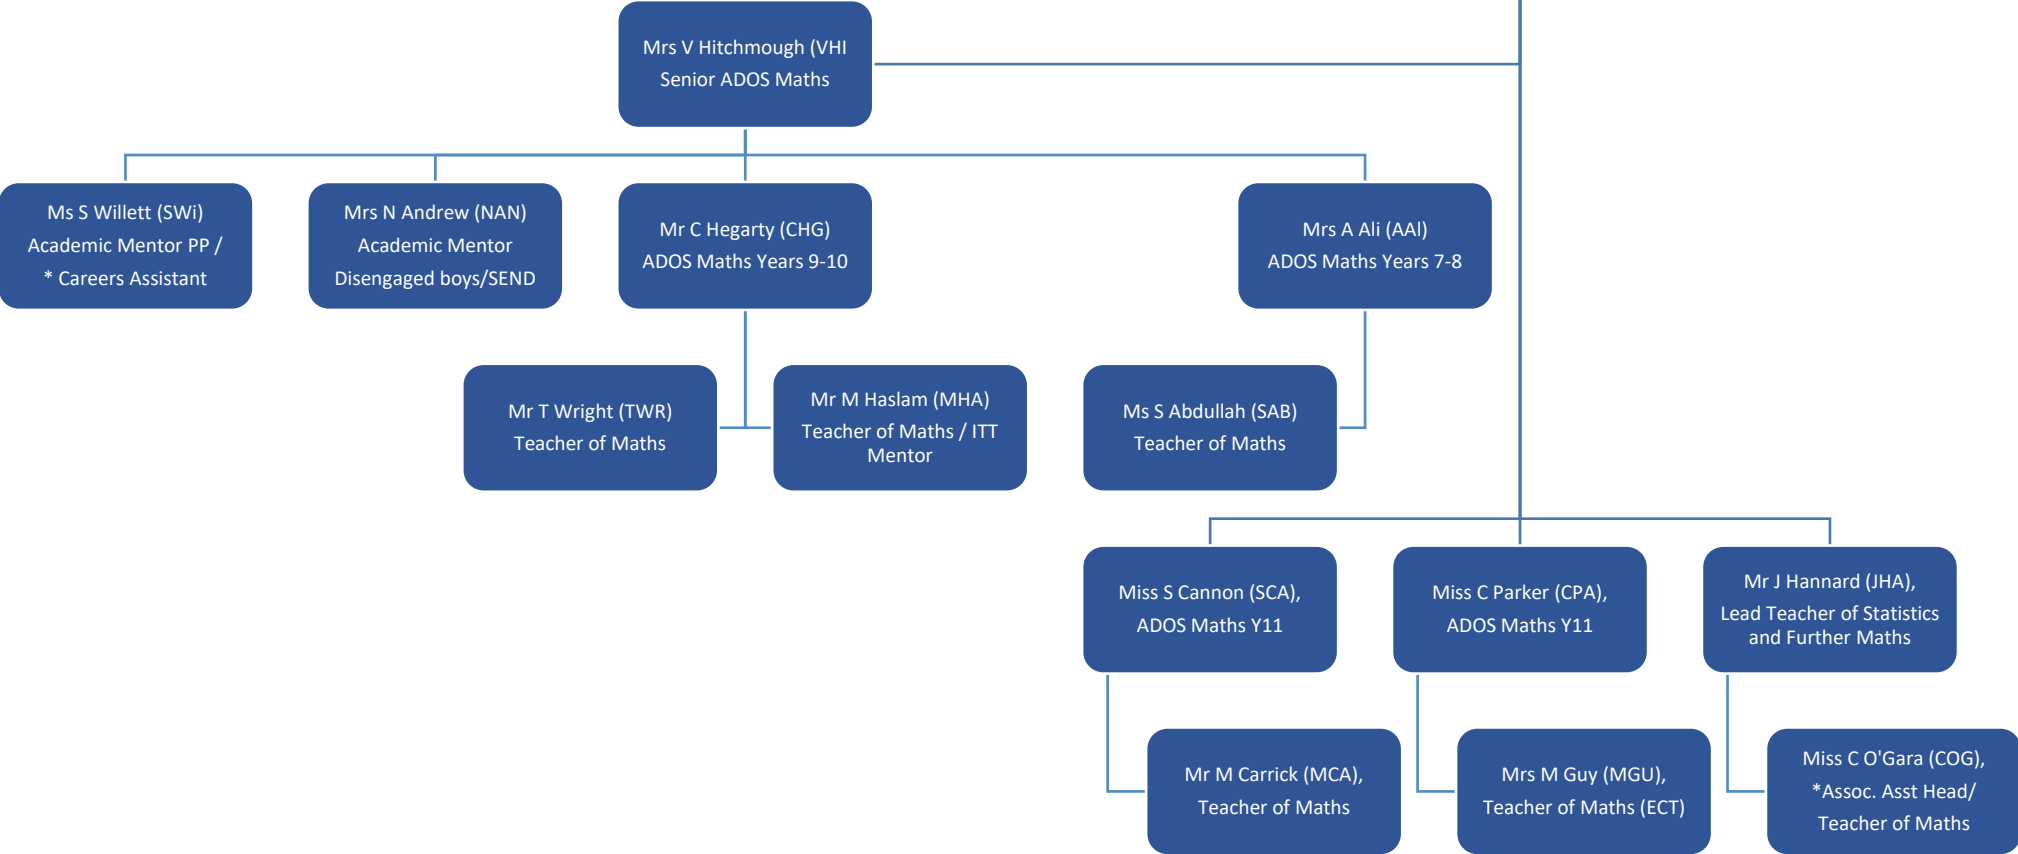 Mrs V Hitchmough (VHI
Senior ADOS Maths
Ms S Willett (SWi)
Academic Mentor PP /
* Careers Assistant
Mrs N Andrew (NAN)
Academic Mentor
Disengaged boys/SEND
Mr C Hegarty (CHG)
ADOS Maths Years 9-10
Mrs A Ali (AAl)
ADOS Maths Years 7-8
Mr T Wright (TWR)
Teacher of Maths
Mr M Haslam (MHA)
Teacher of Maths / ITT
Mentor
Ms S Abdullah (SAB)
Teacher of Maths
Miss S Cannon (SCA),
ADOS Maths Y11
Miss C Parker (CPA),
ADOS Maths Y11
Mr J Hannard (JHA),
Lead Teacher of Statistics
and Further Maths
Mr M Carrick (MCA),
Teacher of Maths
Mrs M Guy (MGU),
Teacher of Maths (ECT)
Miss C O'Gara (COG),
*Assoc. Asst Head/
Teacher of Maths